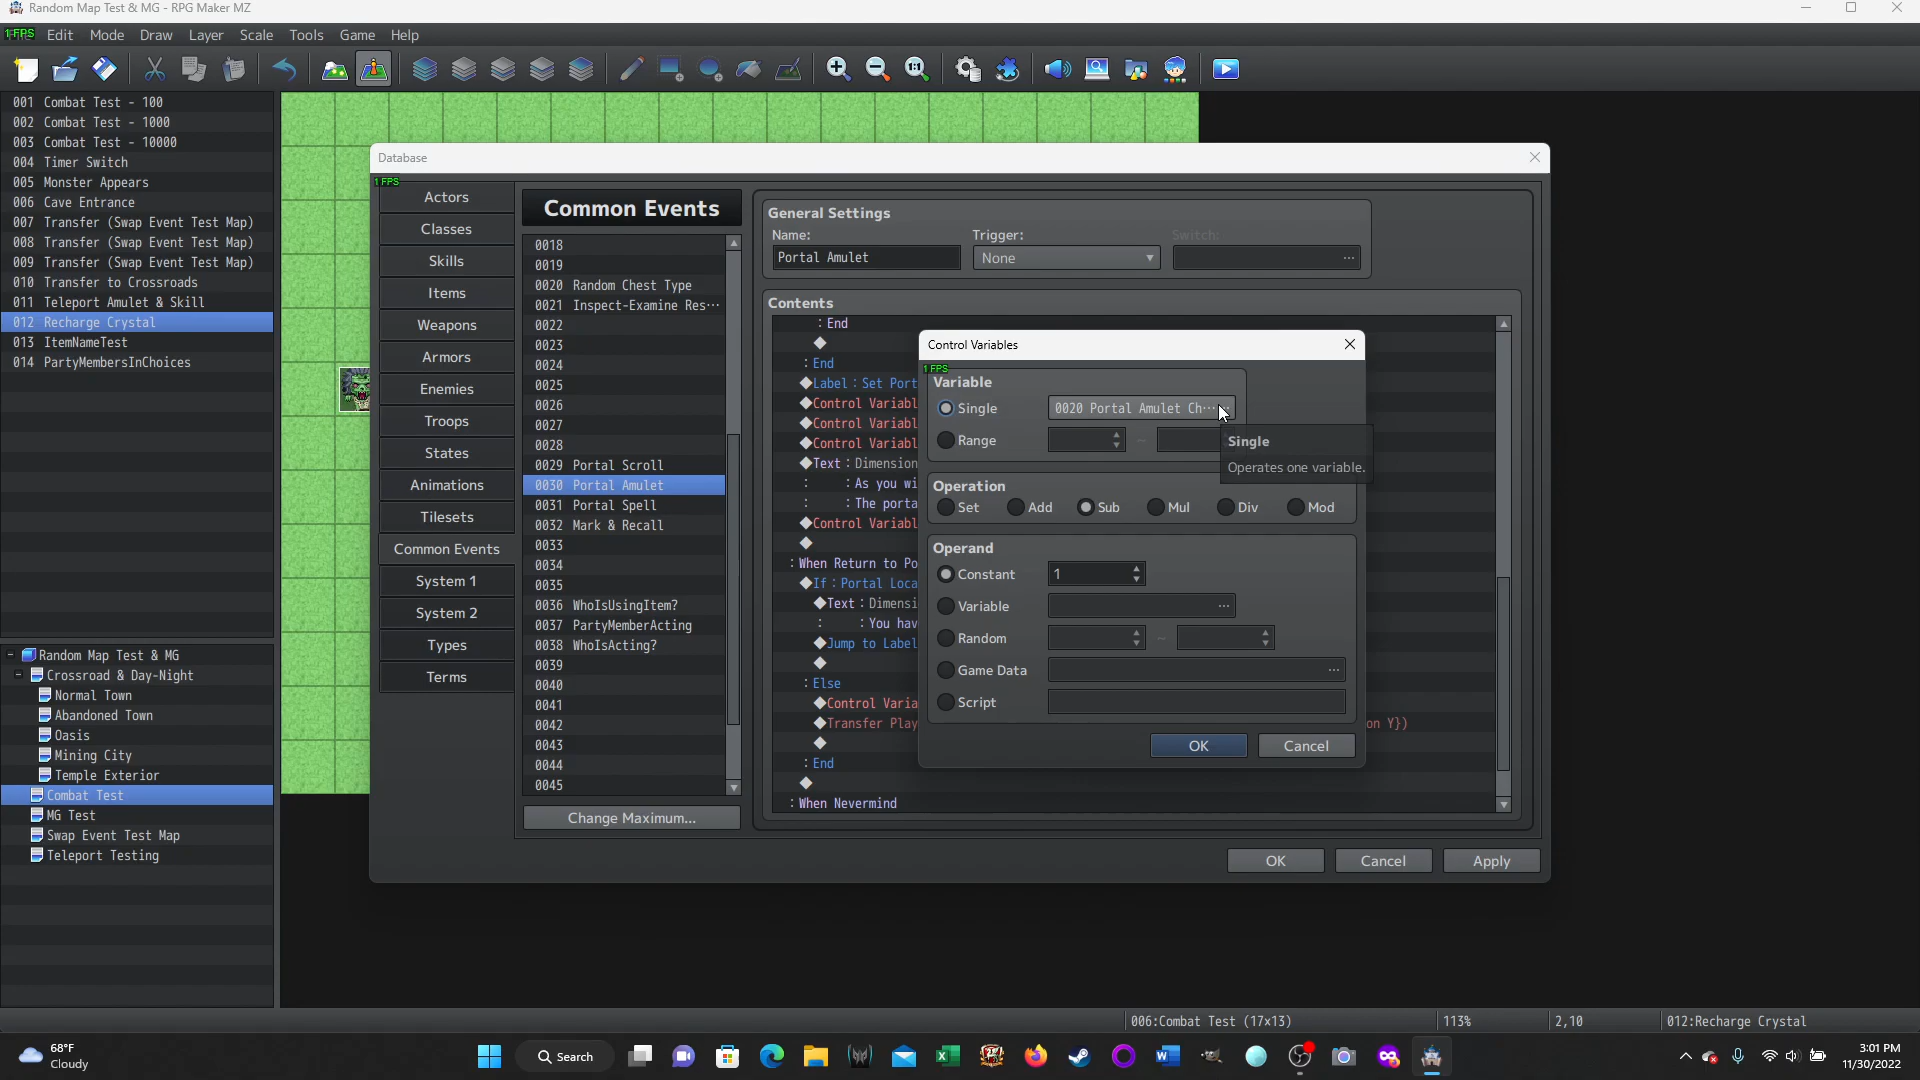 Random Map Test & MG - RPG Maker MZ
1 FPS
Edit Mode Draw Layer Scale Tools Game Help
001 Combat Test - 100
002 Combat Test - 1000
003 Combat Test - 10000
004 Timer Switch
005 Monster Appears
006 Cave Entrance
007 Transfer (Swap Event Test Map)
008 Transfer (Swap Event Test Map)
009 Transfer (Swap Event Test Map)
010 Transfer to Crossroads
011 Teleport Amulet & Skill
012 Recharge Crystal
013 ItemNameTest
014 PartyMembersInChoices
Random Map Test & MG
Crossroad & Day-Night
Normal Town
Abandoned Town
Oasis
Mining City
Temple Exterior
Combat Test
MG Test
Swap Event Test Map
Teleport Testing
Database
1 FPS
Actors
Classes
Skills
Items
Weapons
Armors
Enemies
Troops
States
Animations
Tilesets
Common Events
System 1
System 2
Types
Terms
Common Events
0018
0019
0020 Random Chest Type
0021 Inspect-Examine Res···
0022
0023
0024
0025
0026
0027
0028
0029 Portal Scroll
0030 Portal Amulet
0031 Portal Spell
0032 Mark & Recall
0033
0034
0035
0036 WhoIsUsingItem?
0037 PartyMemberActing
0038 WhoIsActing?
0039
0040
0041
0042
0043
0044
0045
Change Maximum...
General Settings
Name: Trigger: Switch:
Portal Amulet None ···
Contents
: End
◆
: End
◆Label : Set Port
◆Control Variabl
◆Control Variabl
◆Control Variabl
◆Text : Dimension
: : As you wi
: : The porta
◆Control Variabl
◆
: When Return to Po
◆If : Portal Loca
◆Text : Dimensi
: : You hav
◆Jump to Label
◆
: Else
◆Control Varia
◆Transfer Play on Y})
◆
: End
◆
: When Nevermind
Control Variables
1 FPS
Variable
Single 0020 Portal Amulet Ch···
Range ~
Single
Operates one variable.
Operation
Set Add Sub Mul Div Mod
Operand
Constant 1
Variable ···
Random ~
Game Data ···
Script
OK Cancel
OK Cancel Apply
006:Combat Test (17x13) 113% 2,10 012:Recharge Crystal
68°F
Cloudy
Search
3:01 PM
11/30/2022